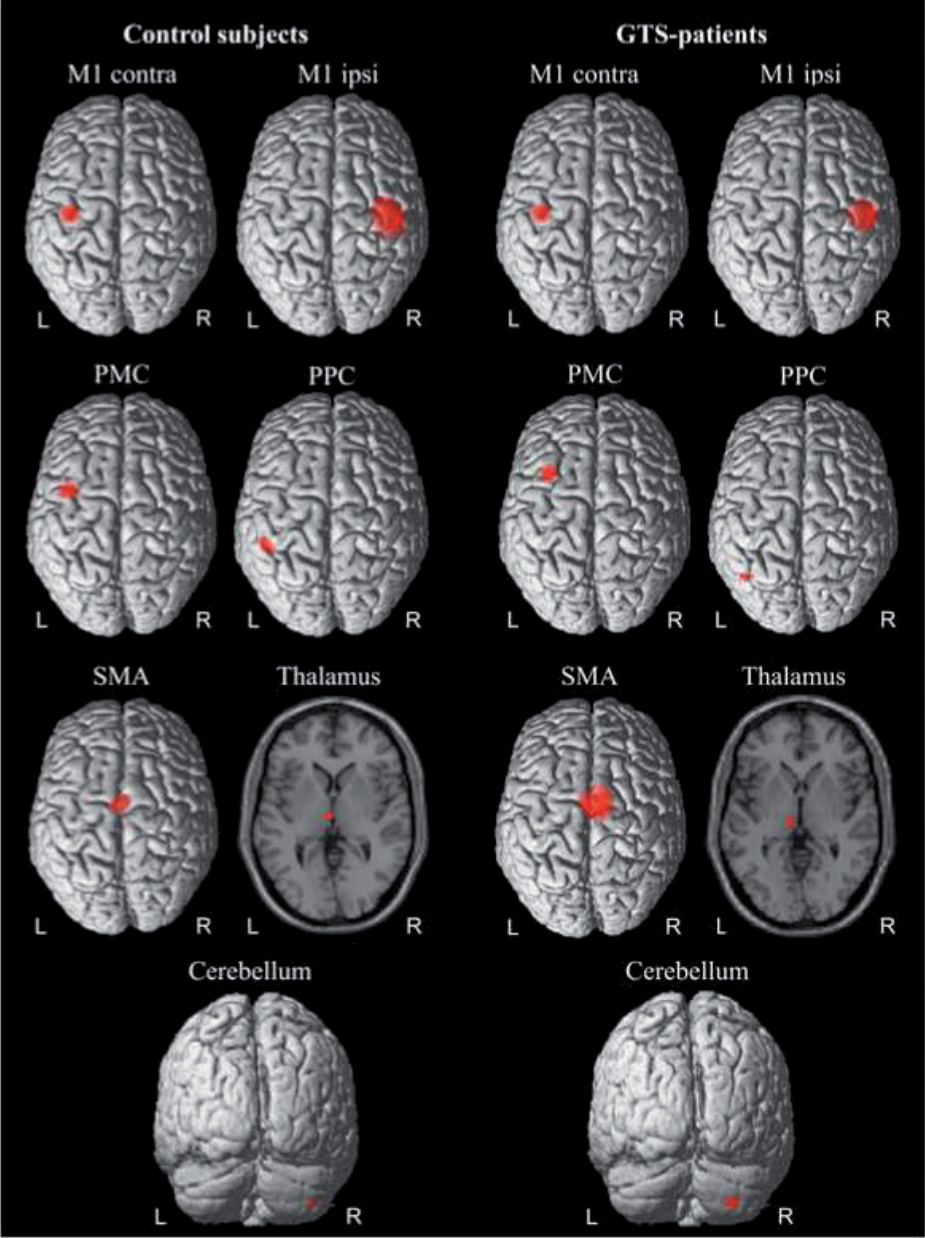 Control subjects GTS-patients
M1 contra M1 ipsi M1 contra M1 ipsi
L R L R L R L R
PMC PPC PMC PPC
L R L R L R L R
SMA Thalamus SMA Thalamus
L R L R L R L R
Cerebellum Cerebellum
L R L R